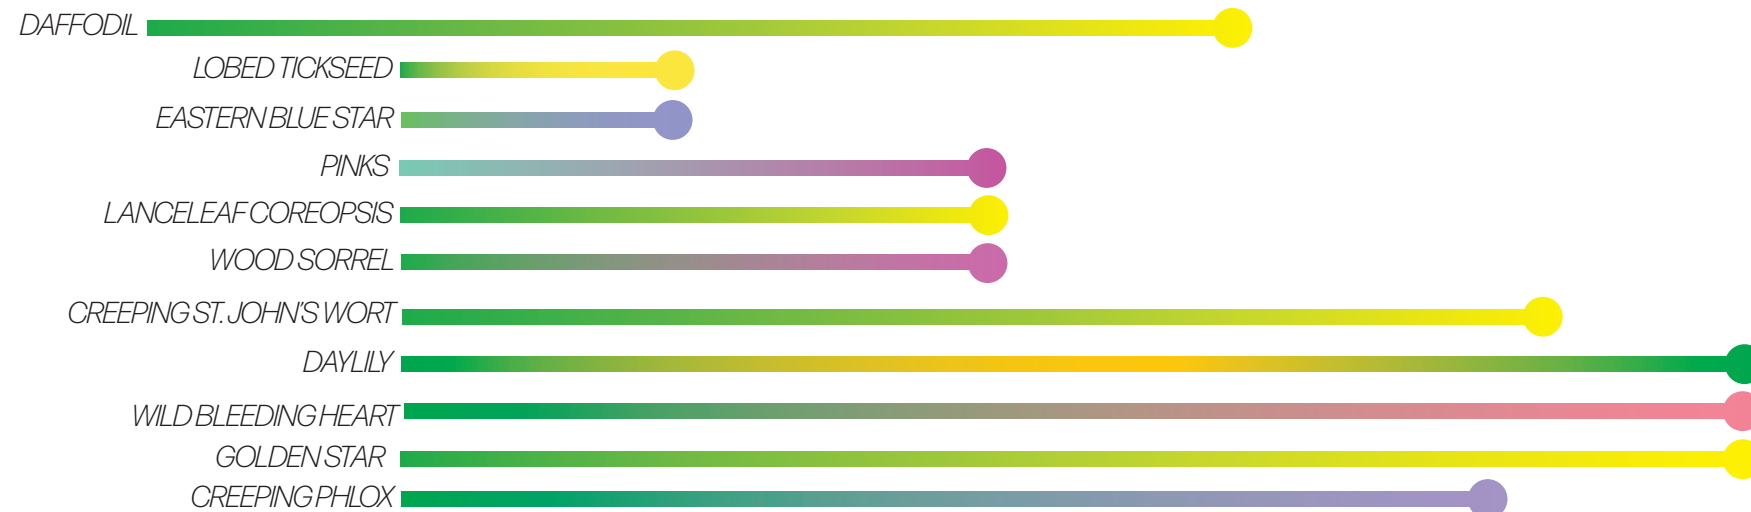 DAFFODIL
LOBED TICKSEED
EASTERN BLUE STAR
PINKS
LANCELEAF COREOPSIS
WOOD SORREL
CREEPING ST. JOHN'S WORT
DAYLILY
WILD BLEEDING HEART
GOLDEN STAR
CREEPING PHLOX